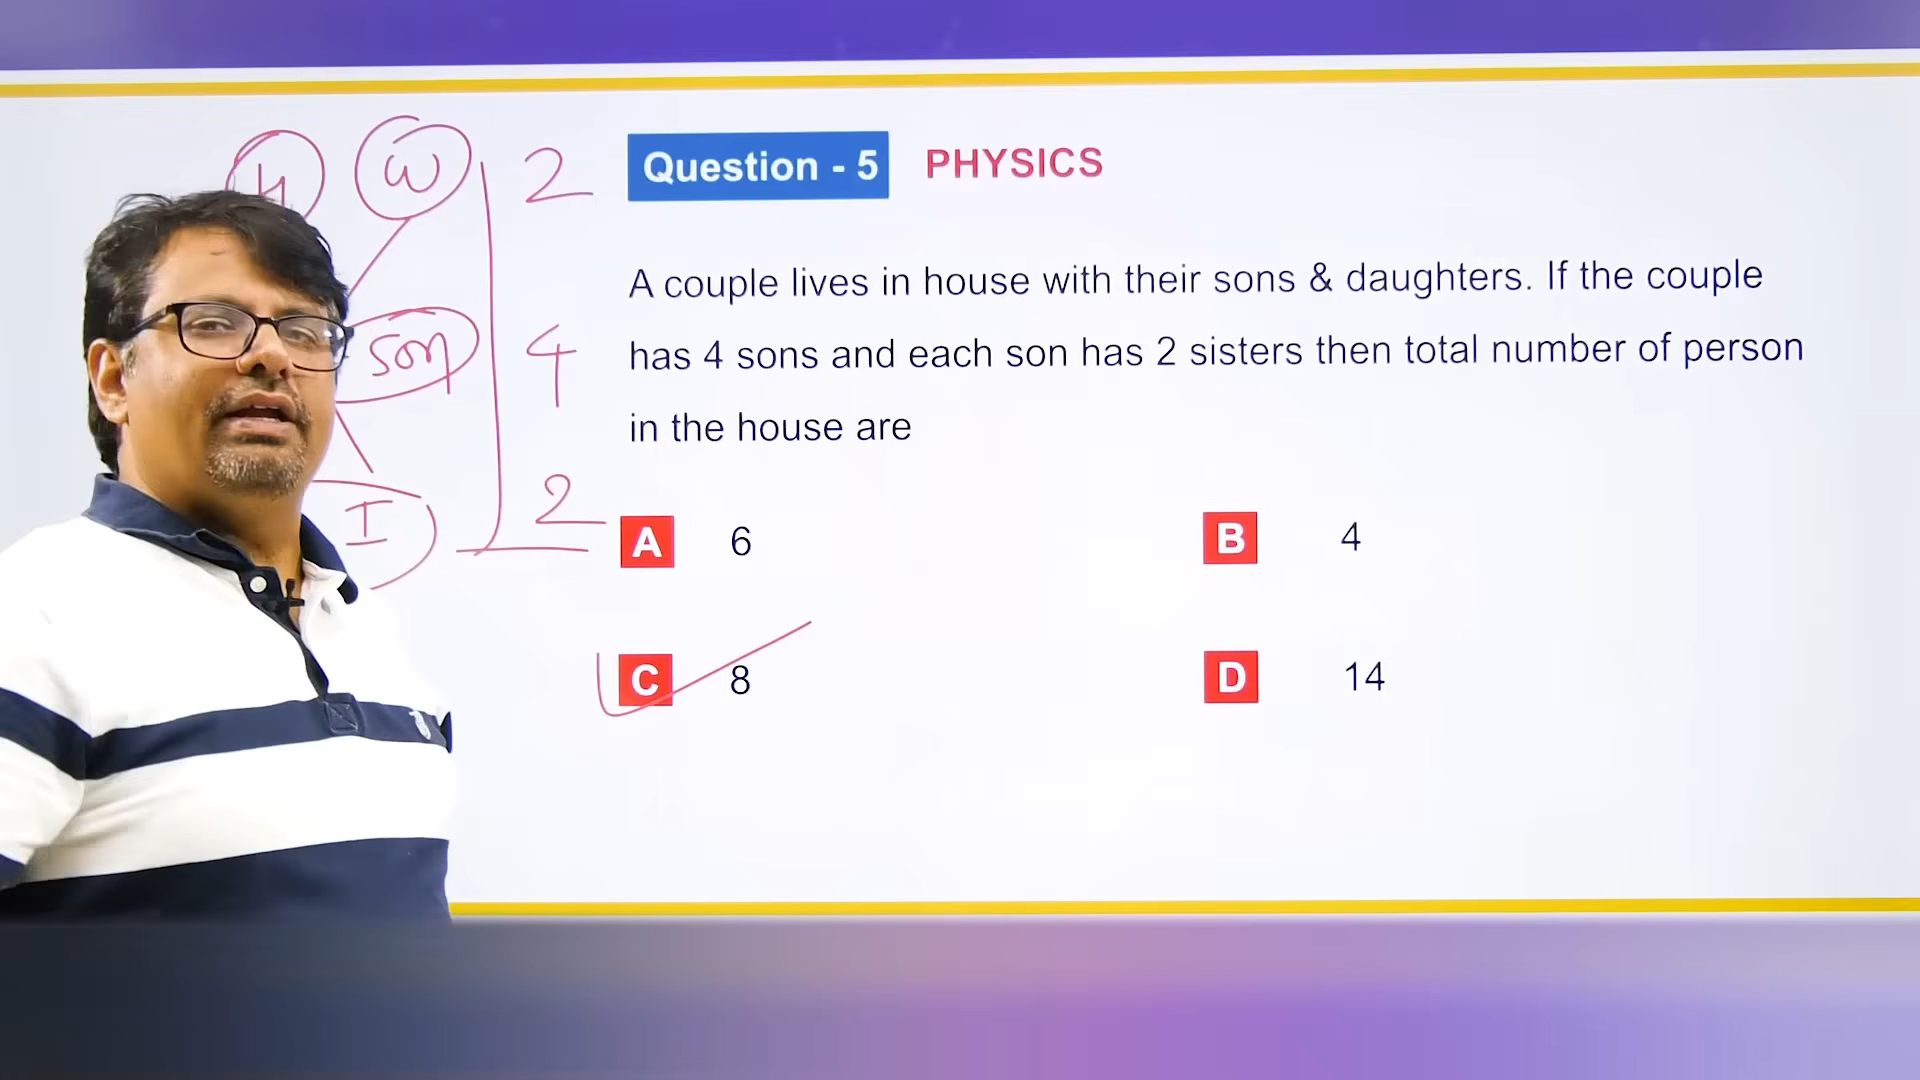 H W 2
Question - 5 PHYSICS
A couple lives in house with their sons & daughters. If the couple
has 4 sons and each son has 2 sisters then total number of person
in the house are
Son 4
I 2
A 6
B 4
C 8
D 14